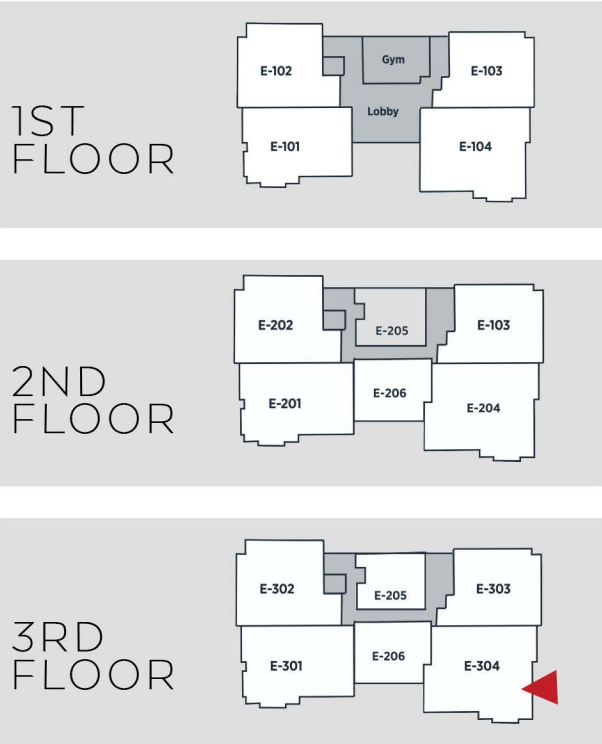 1ST
FLOOR
E-102
Gym
E-103
Lobby
E-101
E-104
2ND
FLOOR
E-202
E-205
E-103
E-206
E-201
E-204
3RD
FLOOR
E-302
E-205
E-303
E-206
E-301
E-304